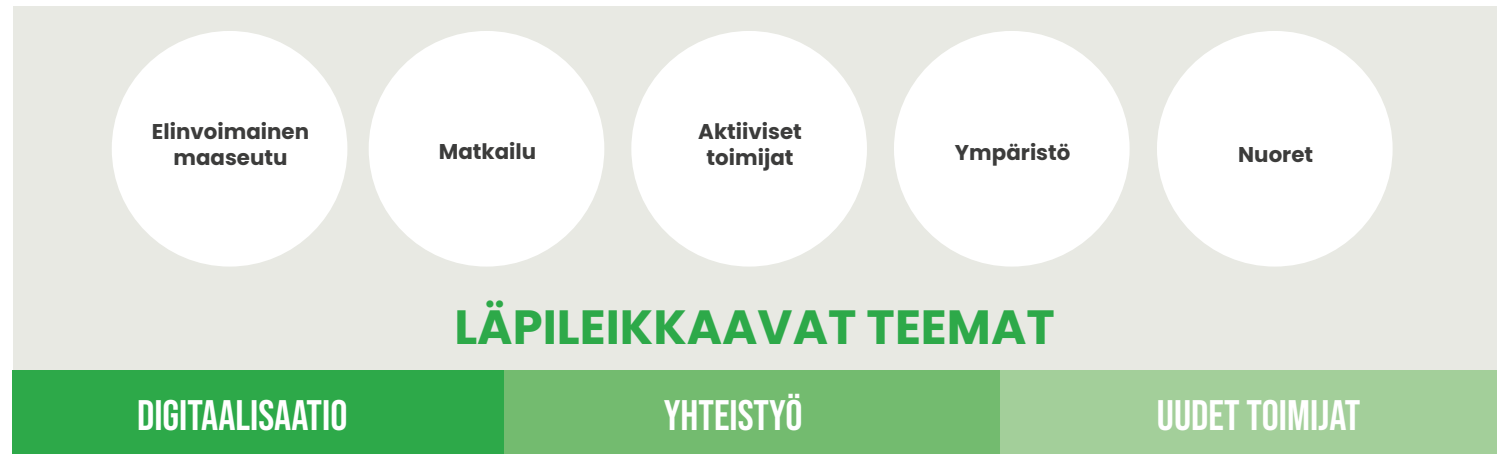 Elinvoimainen
maaseutu
Matkailu
Aktiiviset
toimijat
Ympäristö
Nuoret
LÄPILEIKKAAVAT TEEMAT
DIGITAALISAATIO
YHTEISTYÖ
UUDET TOIMIJAT